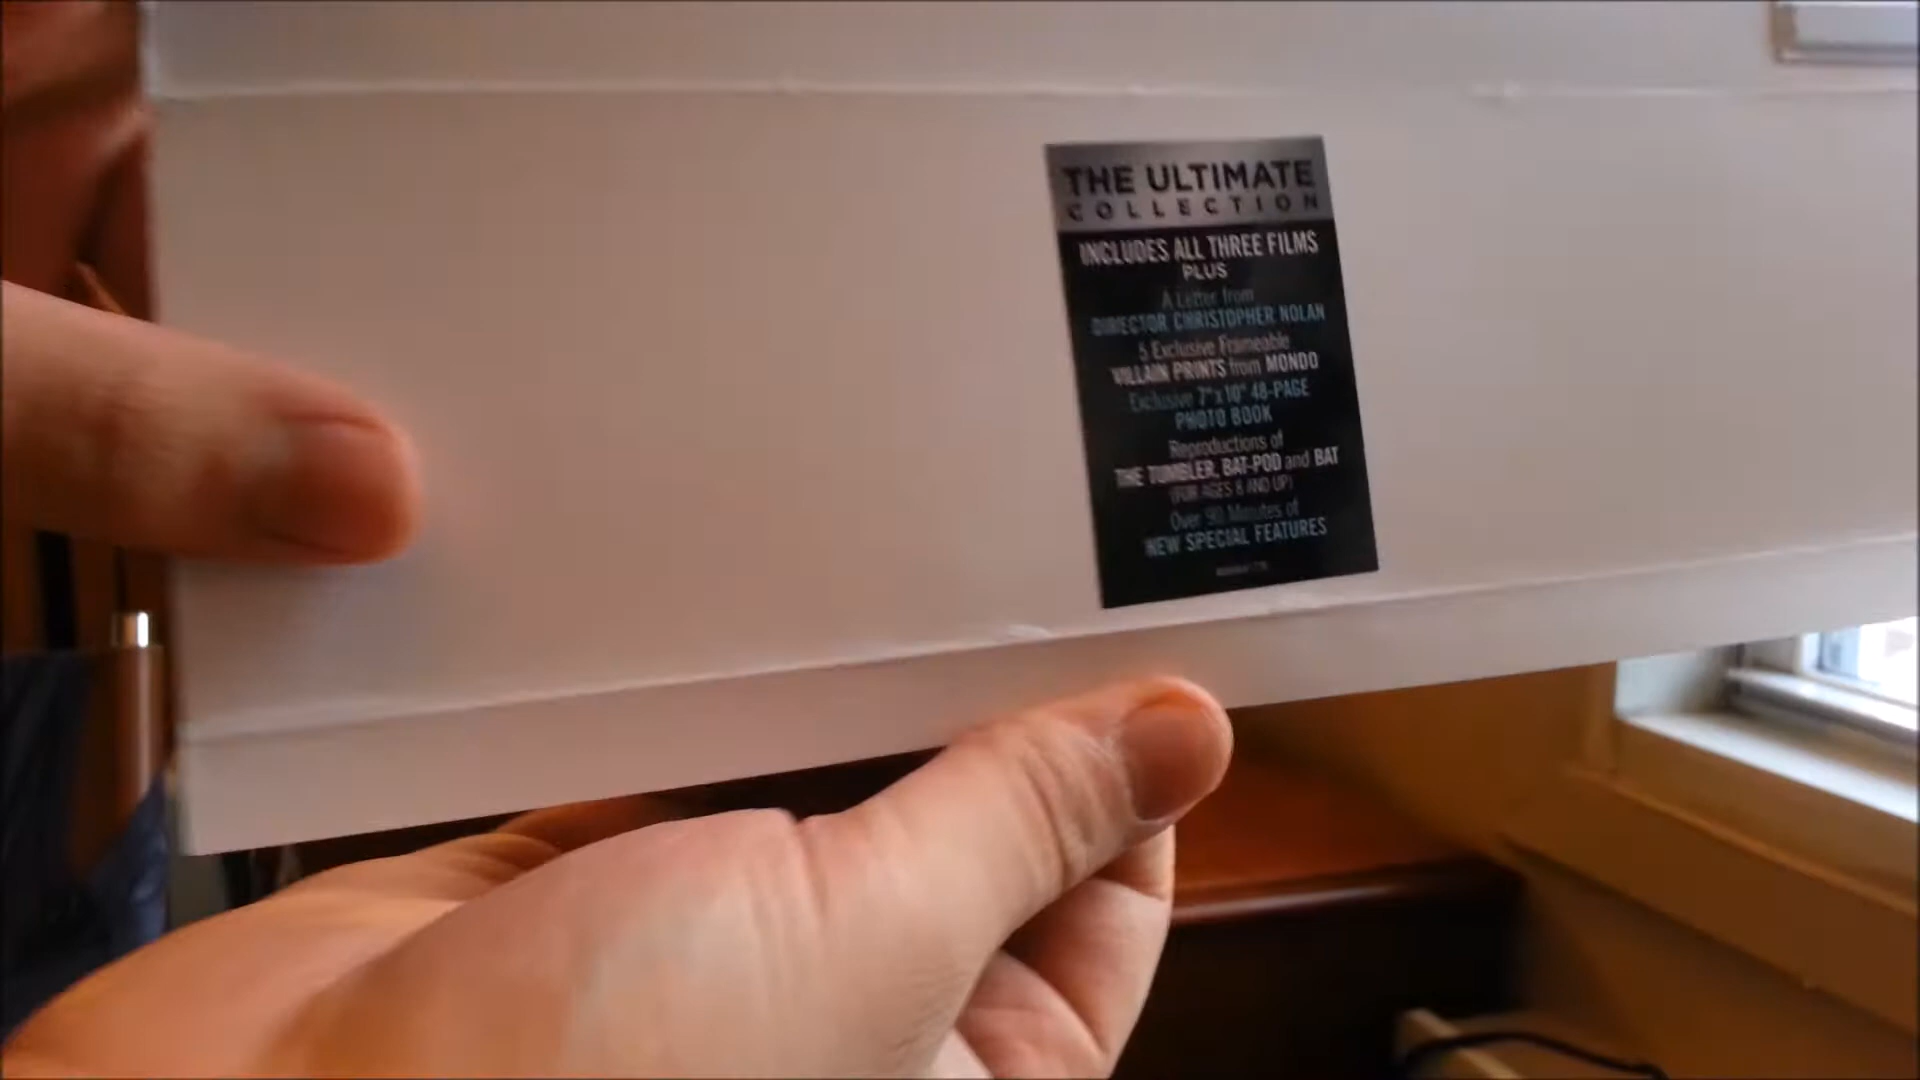 THE ULTIMATE
COLLECTION
INCLUDES ALL THREE FILMS
PLUS
A Letter from
DIRECTOR CHRISTOPHER NOLAN
5 Exclusive Frameable
VILLAIN PRINTS from MONDO
Exclusive 7"x10" 48-PAGE
PHOTO BOOK
Reproductions of
THE TUMBLER, BAT-POD and BAT
(FOR AGES 8 AND UP)
Over 90 Minutes of
NEW SPECIAL FEATURES